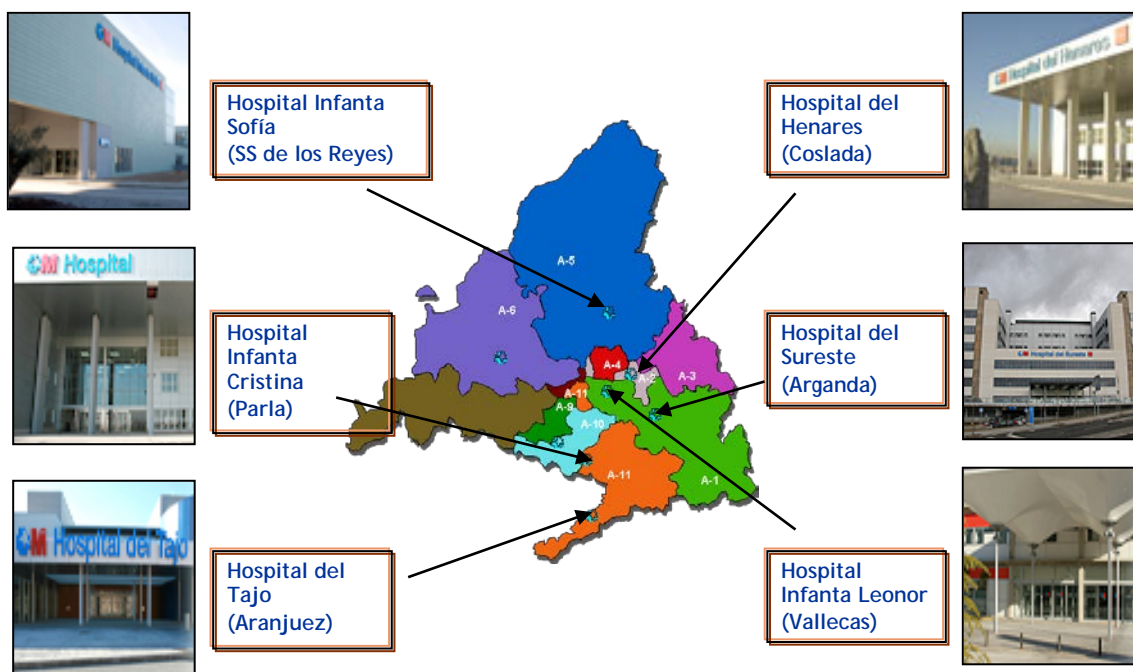 Hospital Infanta
Sofía
(SS de los Reyes)
Hospital del
Henares
(Coslada)
Hospital del Henares
M Hospital
Hospital
Infanta
Cristina
(Parla)
Hospital del
Sureste
(Arganda)
Hospital del Sureste
M Hospital del Tajo
Hospital del
Tajo
(Aranjuez)
Hospital
Infanta Leonor
(Vallecas)
A-5
A-6
A-4
A-2
A-3
A-11
A-9
A-10
A-11
A-1